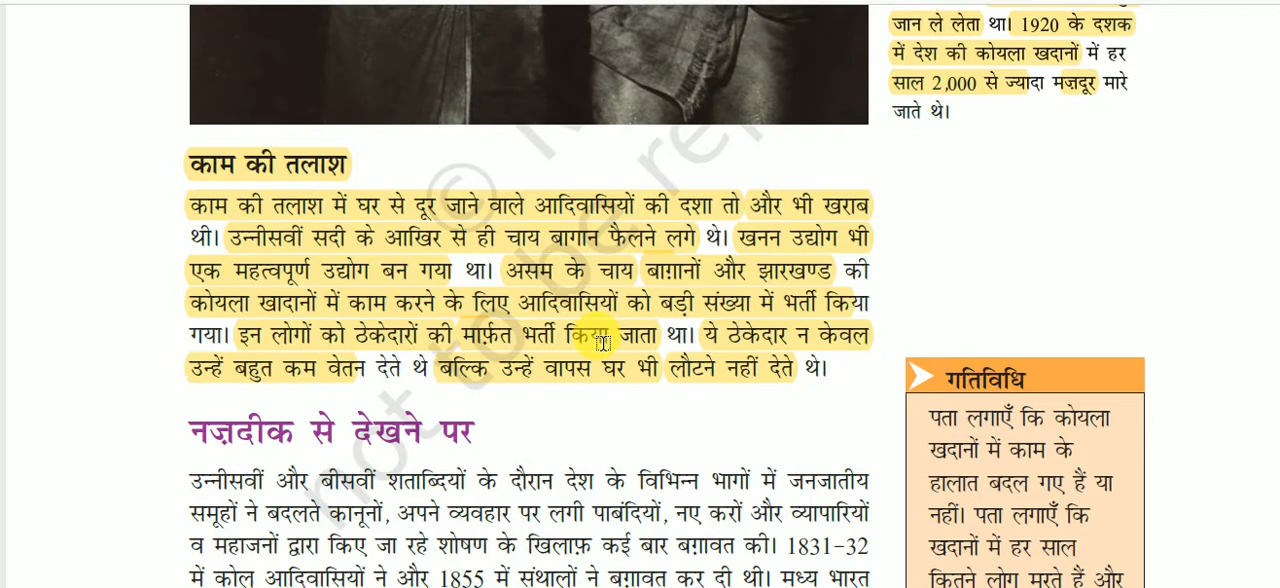 जान ले लेता था। 1920 के दशक
में देश की कोयला खदानों में हर
साल 2,000 से ज्यादा मज़दूर मारे
जाते थे।
काम की तलाश
काम की तलाश में घर से दूर जाने वाले आदिवासियों की दशा तो और भी खराब
थी। उन्नीसवीं सदी के आखिर से ही चाय बागान फैलने लगे थे। खनन उद्योग भी
एक महत्वपूर्ण उद्योग बन गया था। असम के चाय बाग़ानों और झारखण्ड की
कोयला खादानों में काम करने के लिए आदिवासियों को बड़ी संख्या में भर्ती किया
गया। इन लोगों को ठेकेदारों की मार्फ़त भर्ती किया जाता था। ये ठेकेदार न केवल
उन्हें बहुत कम वेतन देते थे बल्कि उन्हें वापस घर भी लौटने नहीं देते थे।
नज़दीक से देखने पर
उन्नीसवीं और बीसवीं शताब्दियों के दौरान देश के विभिन्न भागों में जनजातीय
समूहों ने बदलते कानूनों, अपने व्यवहार पर लगी पाबंदियों, नए करों और व्यापारियों
व महाजनों द्वारा किए जा रहे शोषण के खिलाफ़ कई बार बग़ावत की। 1831-32
में कोल आदिवासियों ने और 1855 में संथालों ने बग़ावत कर दी थी। मध्य भारत
गतिविधि
पता लगाएँ कि कोयला
खदानों में काम के
हालात बदल गए हैं या
नहीं। पता लगाएँ कि
खदानों में हर साल
कितने लोग मरते हैं और
not to be re
©